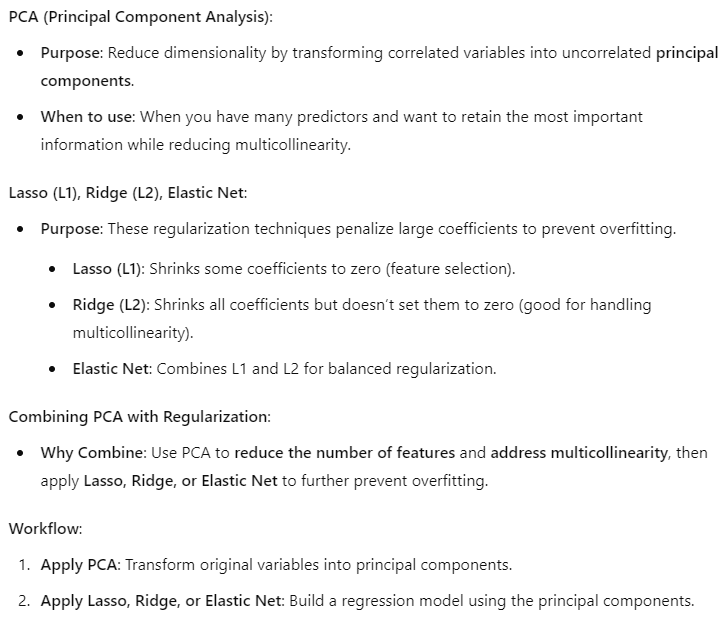 PCA (Principal Component Analysis):
• Purpose: Reduce dimensionality by transforming correlated variables into uncorrelated principal
components.
• When to use: When you have many predictors and want to retain the most important
information while reducing multicollinearity.
Lasso (L1), Ridge (L2), Elastic Net:
• Purpose: These regularization techniques penalize large coefficients to prevent overfitting.
• Lasso (L1): Shrinks some coefficients to zero (feature selection).
• Ridge (L2): Shrinks all coefficients but doesn't set them to zero (good for handling
multicollinearity).
• Elastic Net: Combines L1 and L2 for balanced regularization.
Combining PCA with Regularization:
• Why Combine: Use PCA to reduce the number of features and address multicollinearity, then
apply Lasso, Ridge, or Elastic Net to further prevent overfitting.
Workflow:
1. Apply PCA: Transform original variables into principal components.
2. Apply Lasso, Ridge, or Elastic Net: Build a regression model using the principal components.